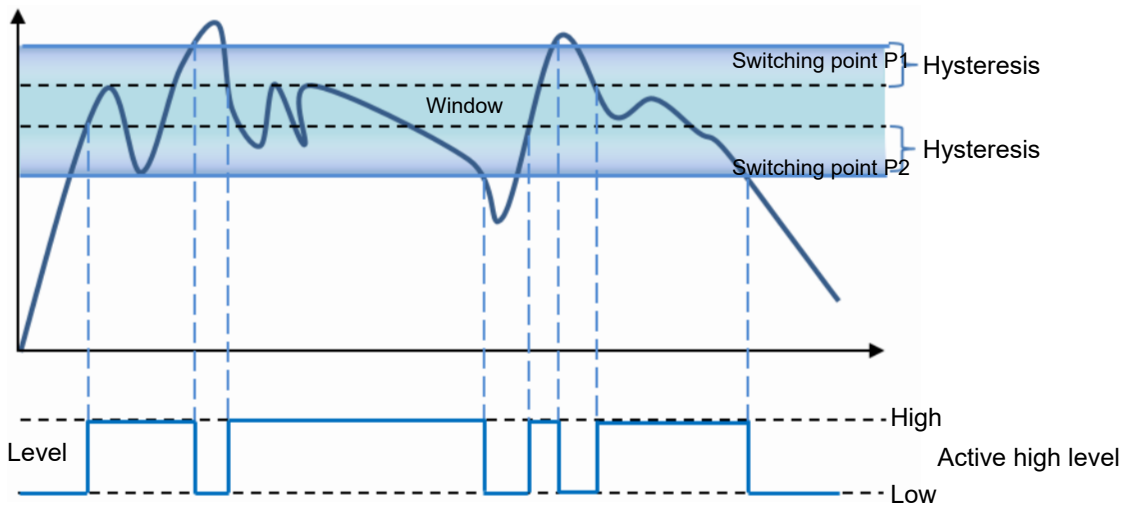 Switching point P1
Hysteresis
Window
Hysteresis
Switching point P2
High
Level
Active high level
Low